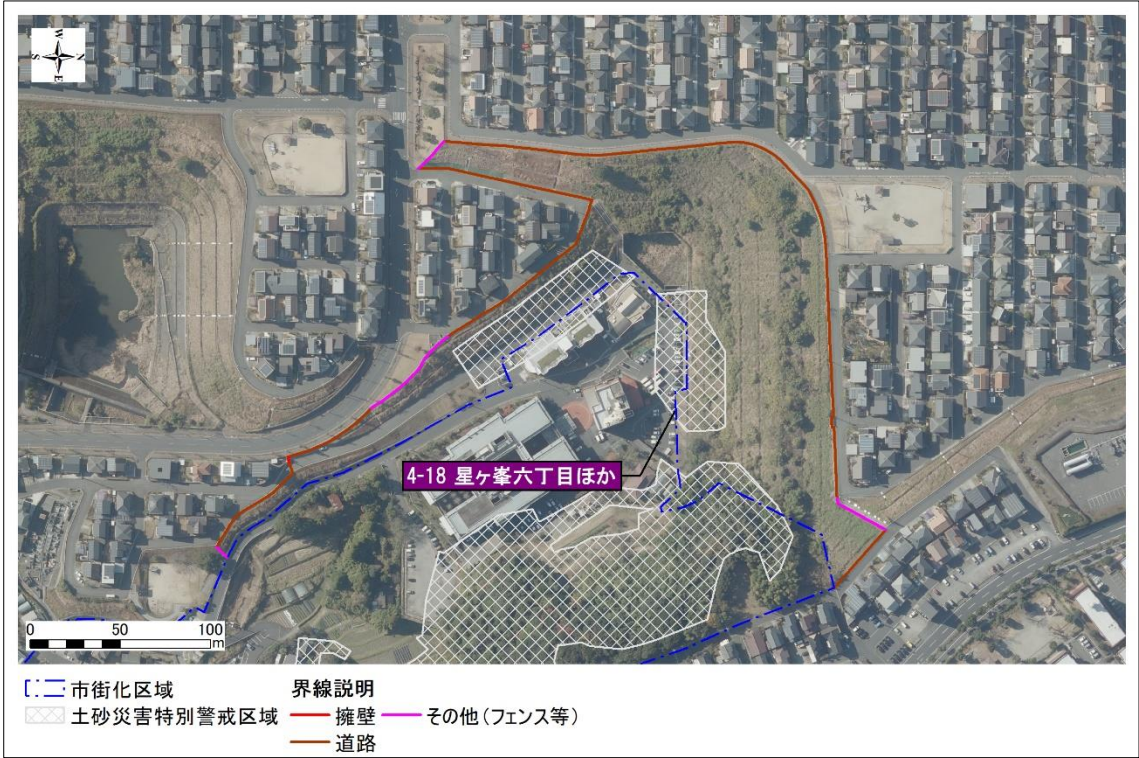 W
S
N
E
4-18 星ヶ峯六丁目ほか
0 50 100
m
市街化区域
土砂災害特別警戒区域
界線説明
擁壁
その他(フェンス等)
道路